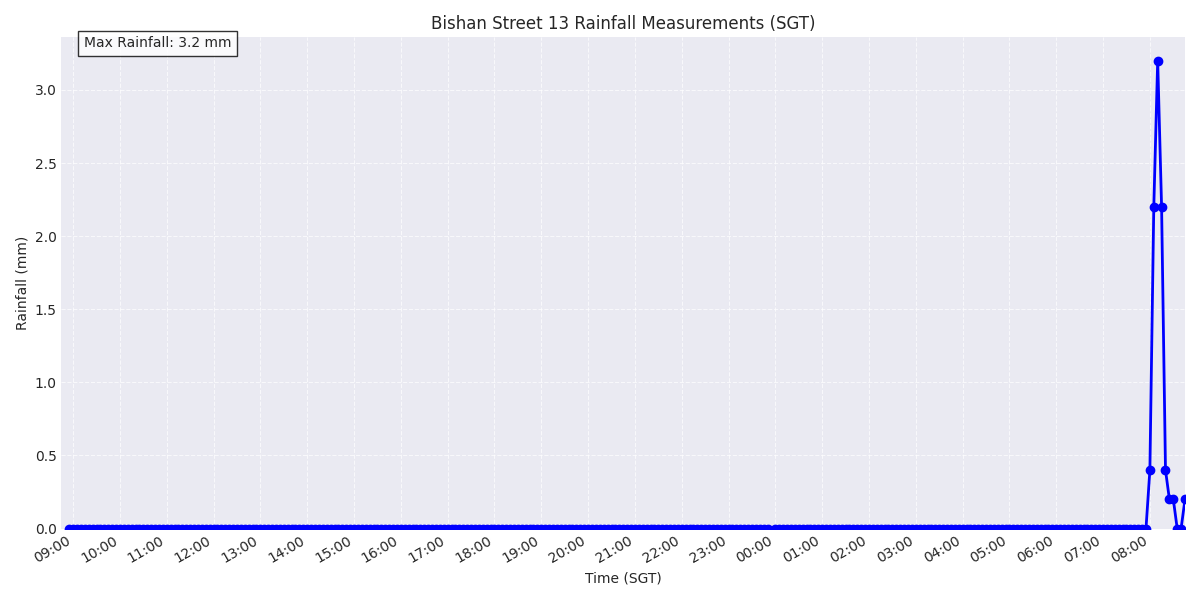 Bishan Street 13 Rainfall Measurements (SGT)
Max Rainfall: 3.2 mm
Rainfall (mm)
3.0
2.5
2.0
1.5
1.0
0.5
0.0
09:00 10:00 11:00 12:00 13:00 14:00 15:00 16:00 17:00 18:00 19:00 20:00 21:00 22:00 23:00 00:00 01:00 02:00 03:00 04:00 05:00 06:00 07:00 08:00
Time (SGT)